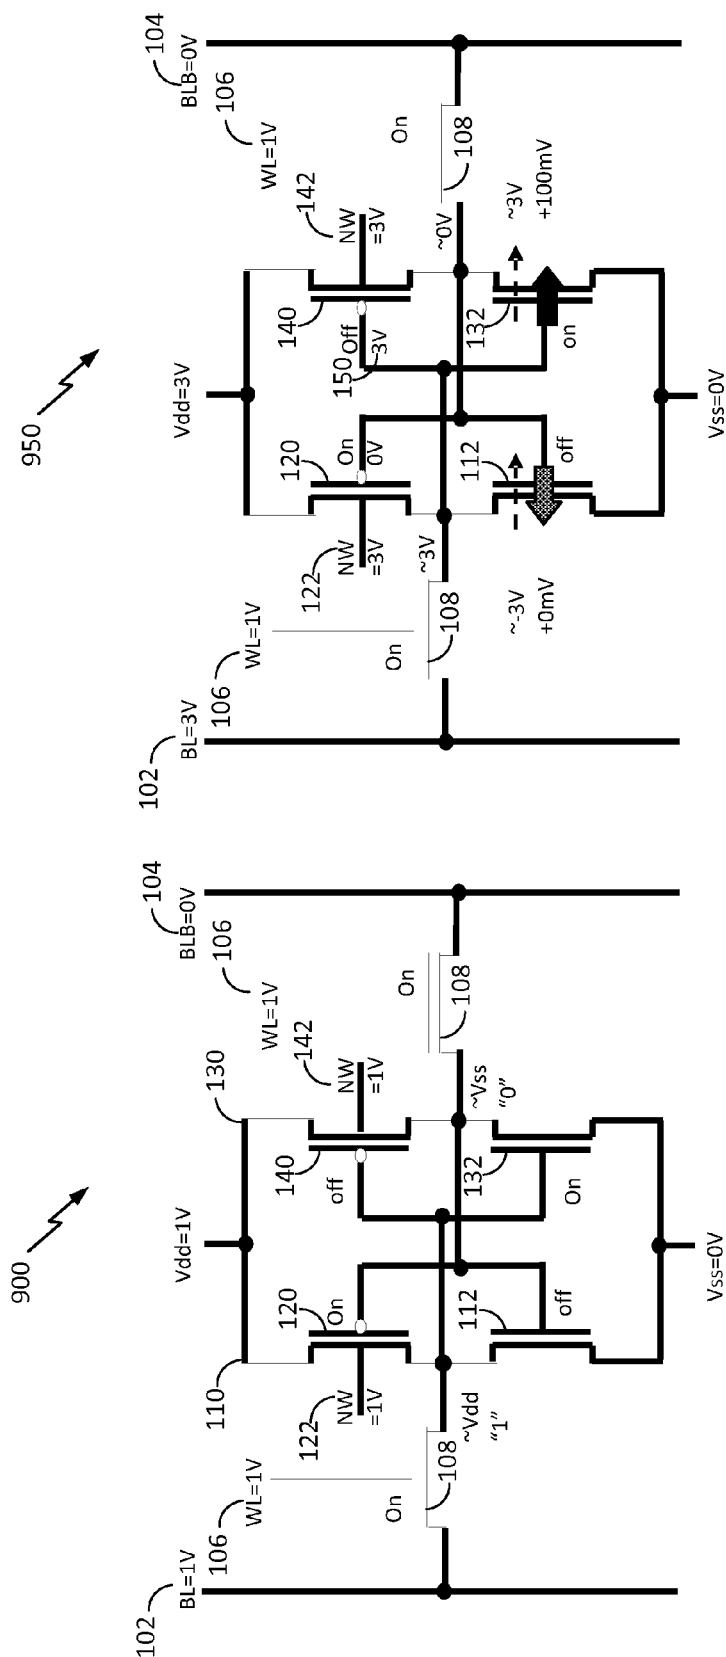 900
102
BL=1V
106
WL=1V
On
108
110
Vdd=1V
130
120
On
122
NW
=1V
140
off
142
NW
=1V
106
WL=1V
104
BLB=0V
On
108
~Vdd
"1"
112
off
132
On
~Vss
"0"
Vss=0V
950
102
BL=3V
106
WL=1V
On
108
Vdd=3V
120
On
0V
122
NW
=3V
140
150
Off
3V
142
NW
=3V
106
WL=1V
104
BLB=0V
On
108
~3V
~0V
112
off
~-3V
+0mV
132
on
~3V
+100mV
Vss=0V